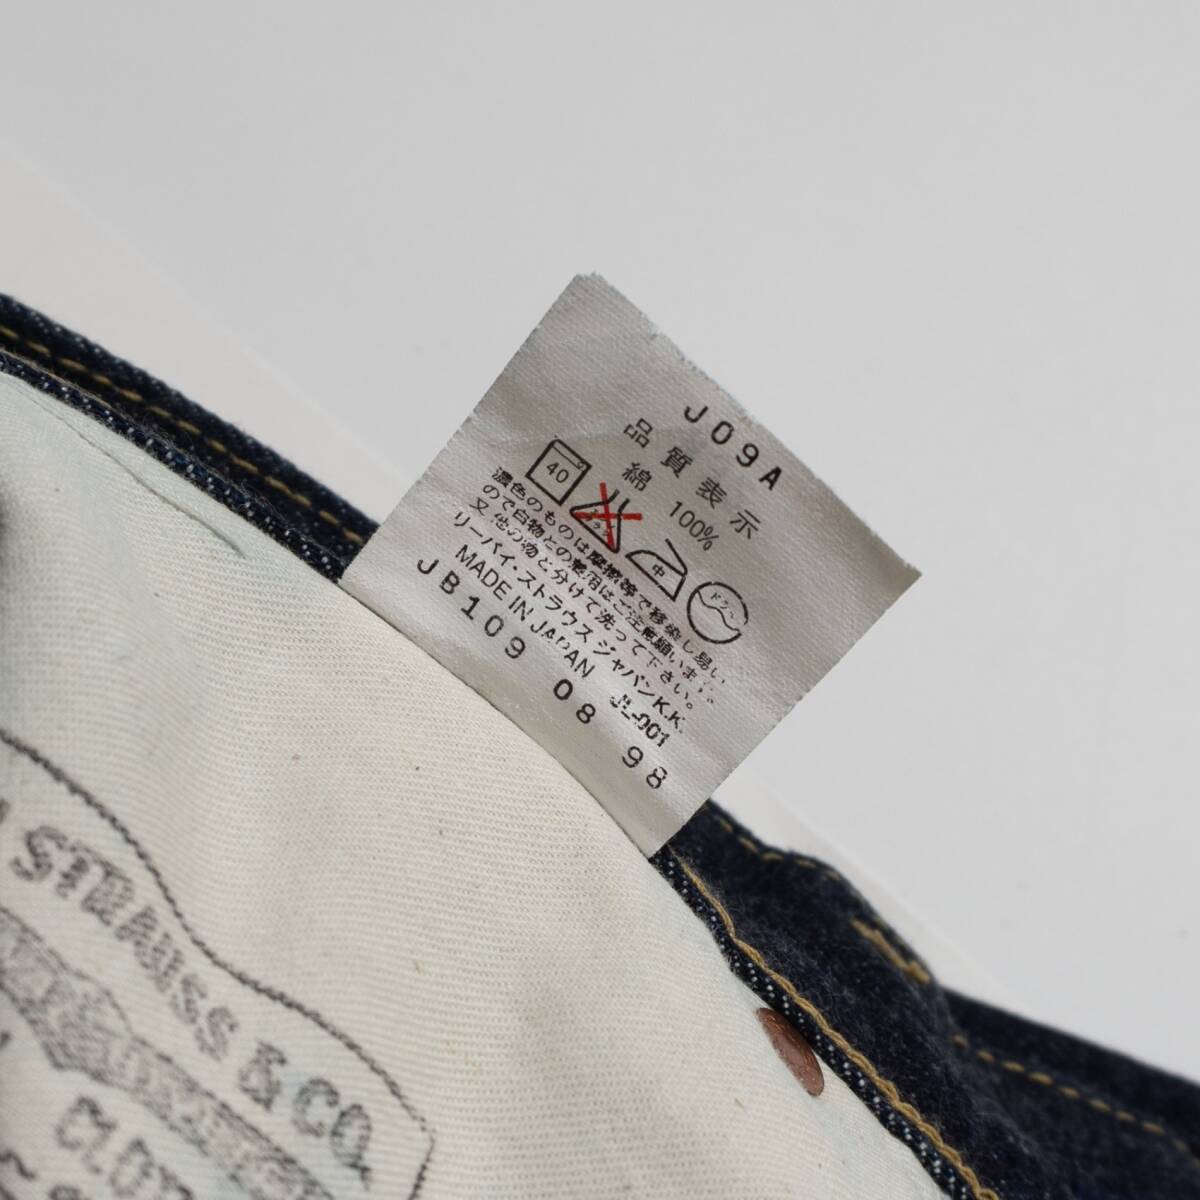 J09A
品質表示
綿 100%
40 中 ドライ
濃色のものは摩擦等で移染し易い
ので白物との兼用はご注意願います。
又他の物と分けて洗って下さい。
リーバイ・ストラウス ジャパンK.K.
MADE IN JAPAN JL-001
JB109 08 98
STRAUSS & CO.